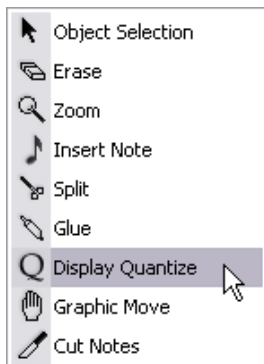 Object Selection
Erase
Zoom
Insert Note
Split
Glue
Q Display Quantize
Graphic Move
Cut Notes